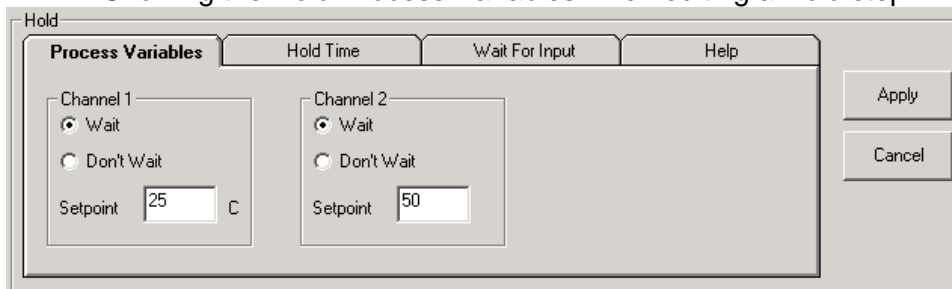 Hold
Process Variables Hold Time Wait For Input Help
Channel 1 Channel 2
Wait Wait
Don't Wait Don't Wait
Setpoint 25 C Setpoint 50
Apply
Cancel